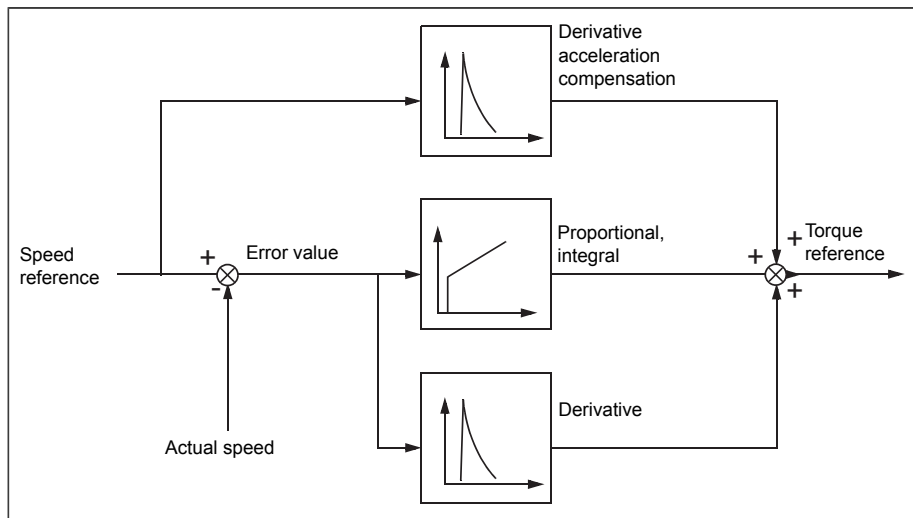 Derivative
acceleration
compensation
Speed
reference
+
-
Error value
Proportional,
integral
+
+
+
Torque
reference
Actual speed
Derivative